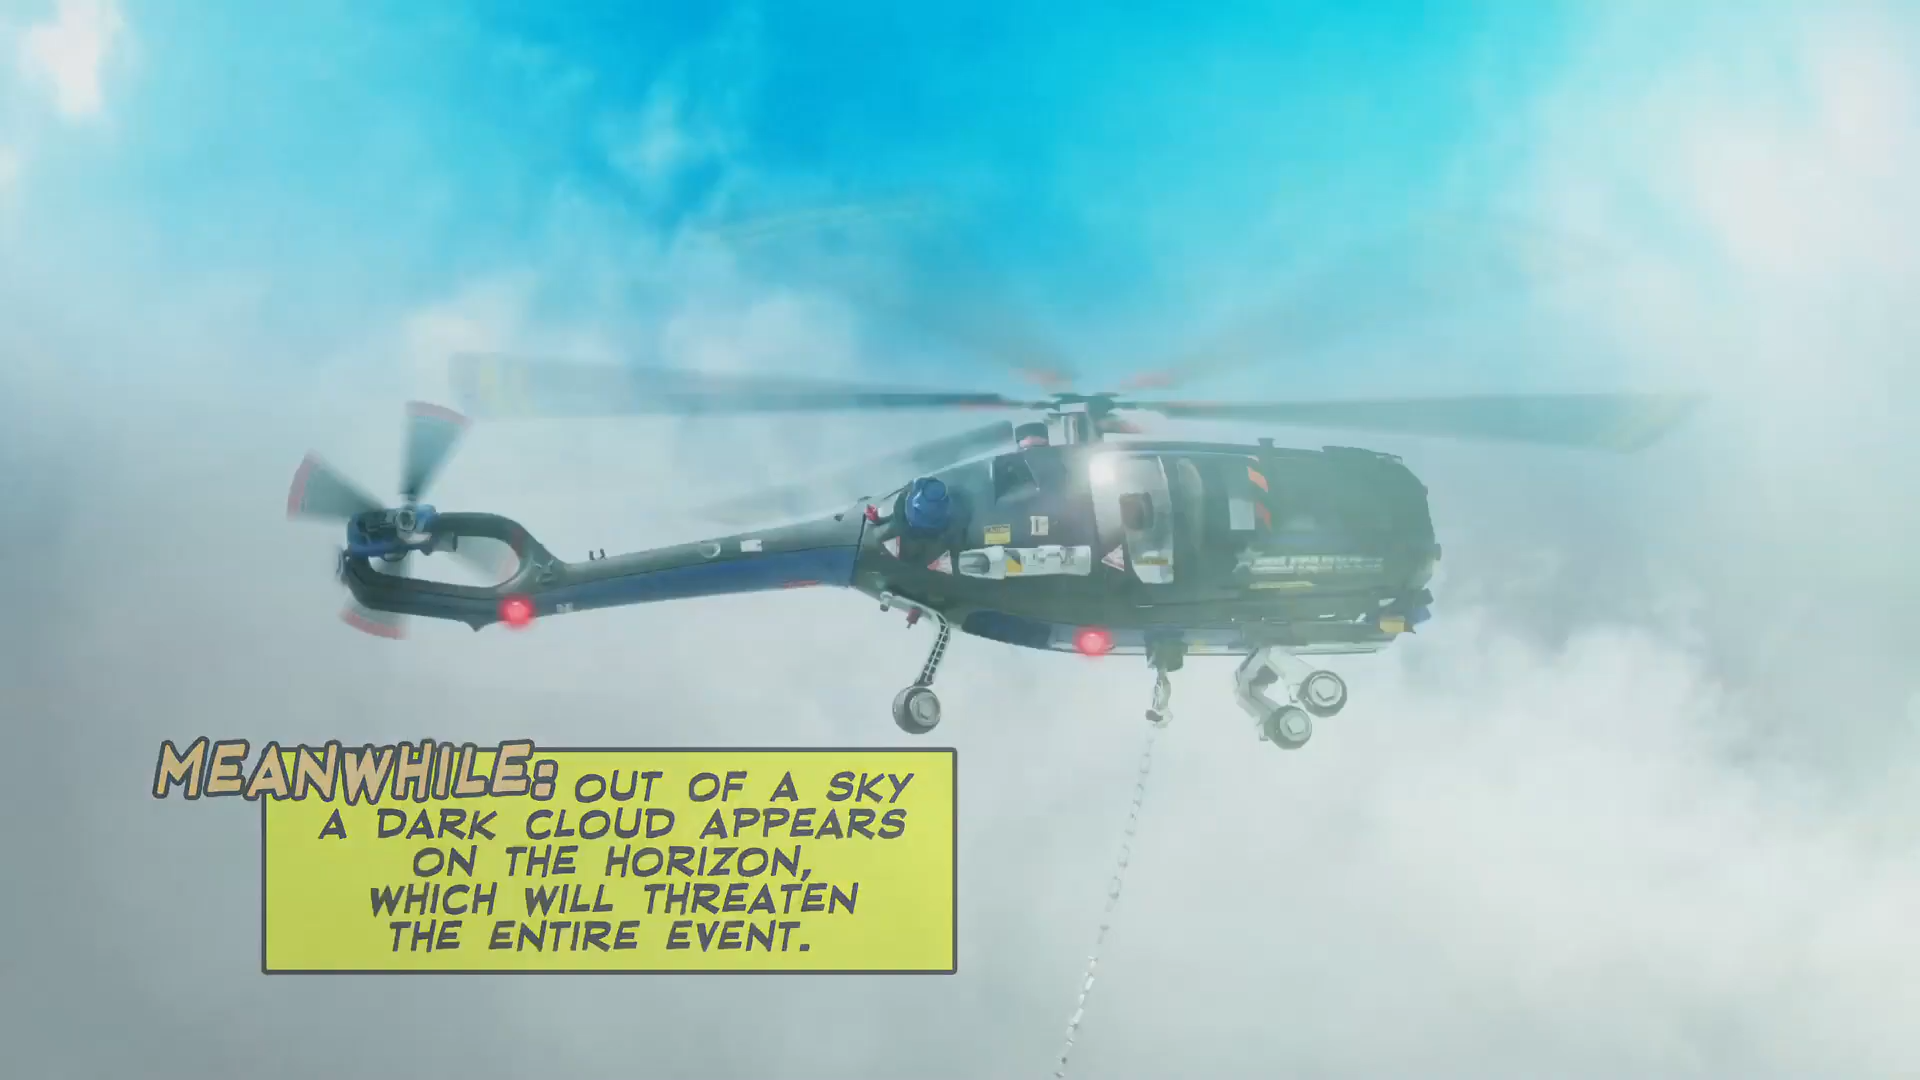 MEANWHILE: OUT OF A SKY
A DARK CLOUD APPEARS
ON THE HORIZON,
WHICH WILL THREATEN
THE ENTIRE EVENT.